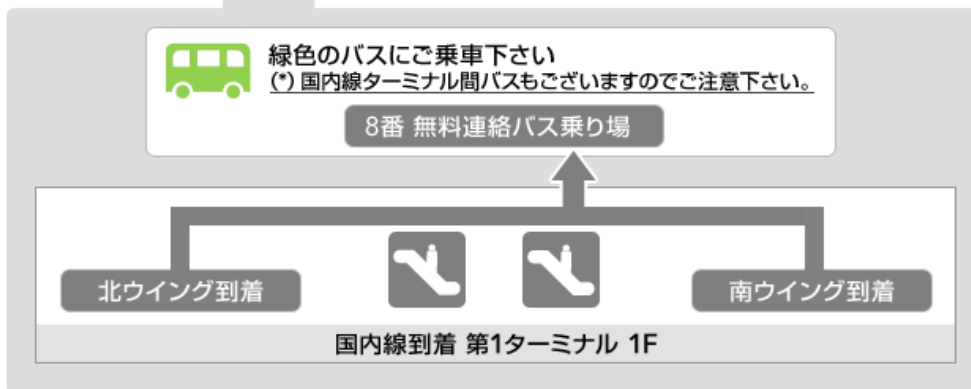 緑色のバスにご乗車下さい
(*) 国内線ターミナル間バスもございますのでご注意下さい。
8番 無料連絡バス乗り場
北ウイング到着
南ウイング到着
国内線到着 第1ターミナル 1F